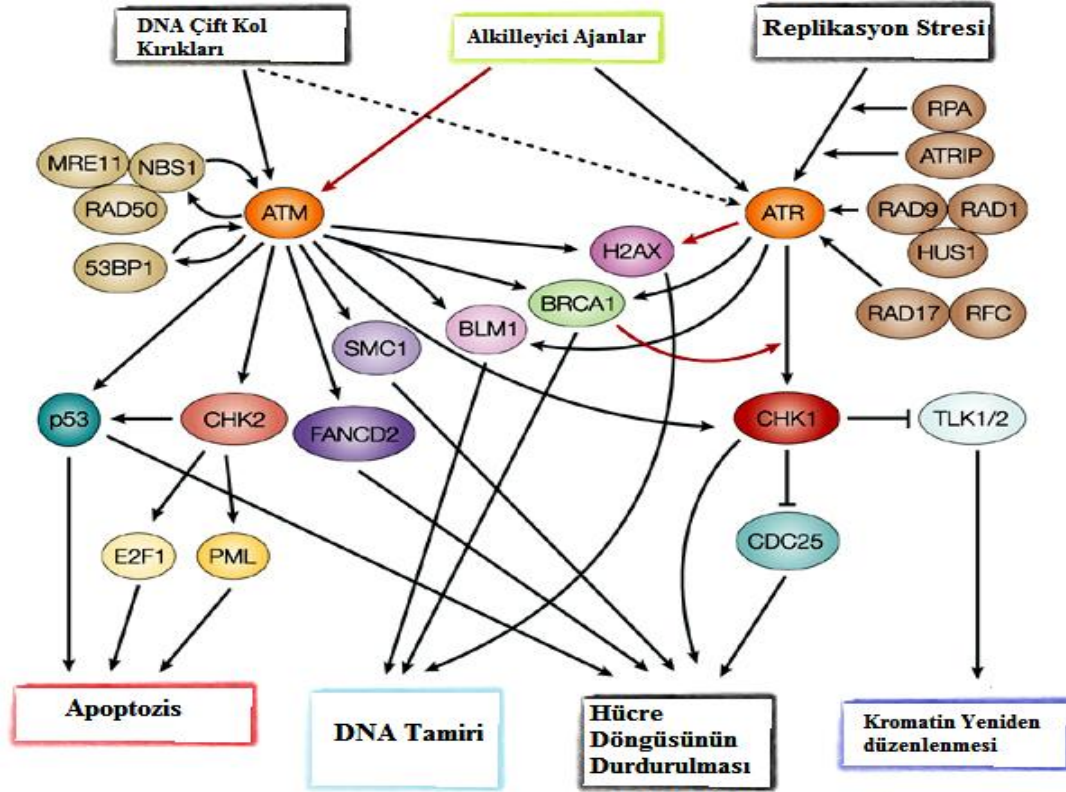 DNA Çift Kol
Kırıkları
Alkilleyici Ajanlar
Replikasyon Stresi
RPA
ATRIP
MRE11
NBS1
RAD50
ATM
ATR
RAD9
RAD1
HUS1
53BP1
H2AX
BRCA1
RAD17
RFC
BLM1
SMC1
p53
CHK2
FANCD2
CHK1
TLK1/2
E2F1
PML
CDC25
Apoptozis
DNA Tamiri
Hücre
Döngüsünün
Durdurulması
Kromatin Yeniden
düzenlenmesi